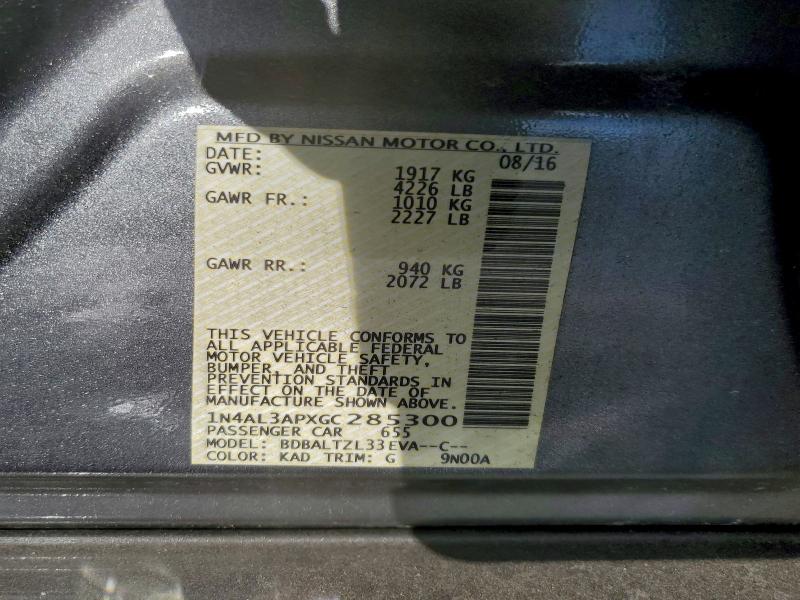 MFD BY NISSAN MOTOR CO., LTD.
DATE: 08/16
GVWR: 1917 KG
4226 LB
GAWR FR.: 1010 KG
2227 LB
GAWR RR.: 940 KG
2072 LB
THIS VEHICLE CONFORMS TO
ALL APPLICABLE FEDERAL
MOTOR VEHICLE SAFETY,
BUMPER, AND THEFT
PREVENTION STANDARDS IN
EFFECT ON THE DATE OF
MANUFACTURE SHOWN ABOVE.
1N4AL3APXGC285300
PASSENGER CAR 655
MODEL: BDBALTZL33EVA--C--
COLOR: KAD TRIM: G 9N00A